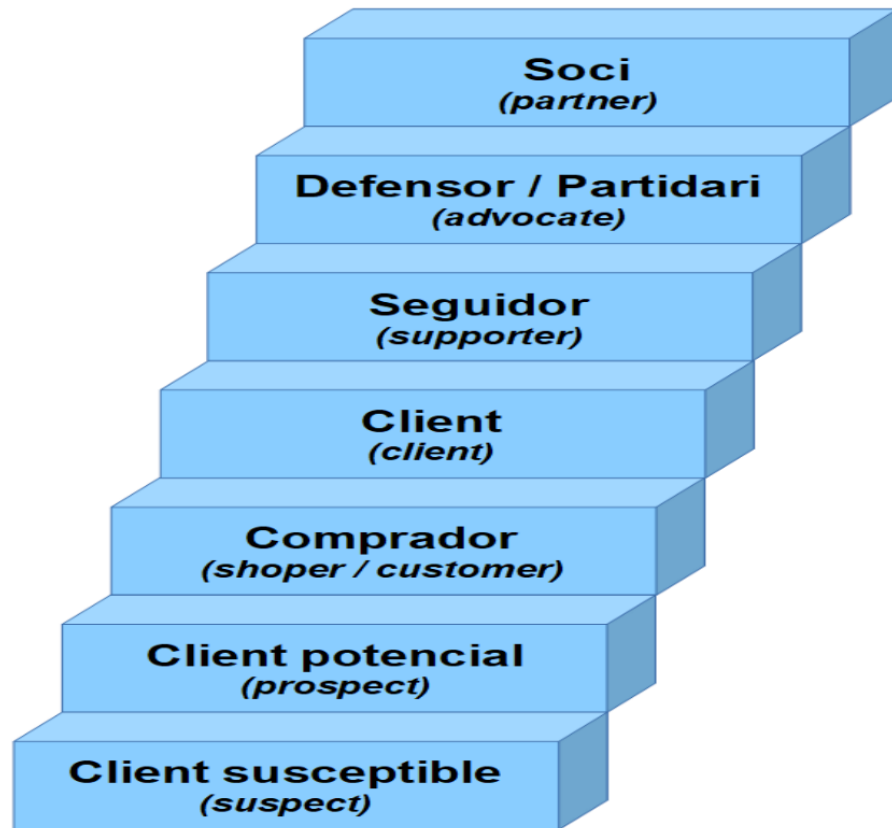 Soci
(partner)
Defensor / Partidari
(advocate)
Seguidor
(supporter)
Client
(client)
Comprador
(shoper / customer)
Client potencial
(prospect)
Client susceptible
(suspect)